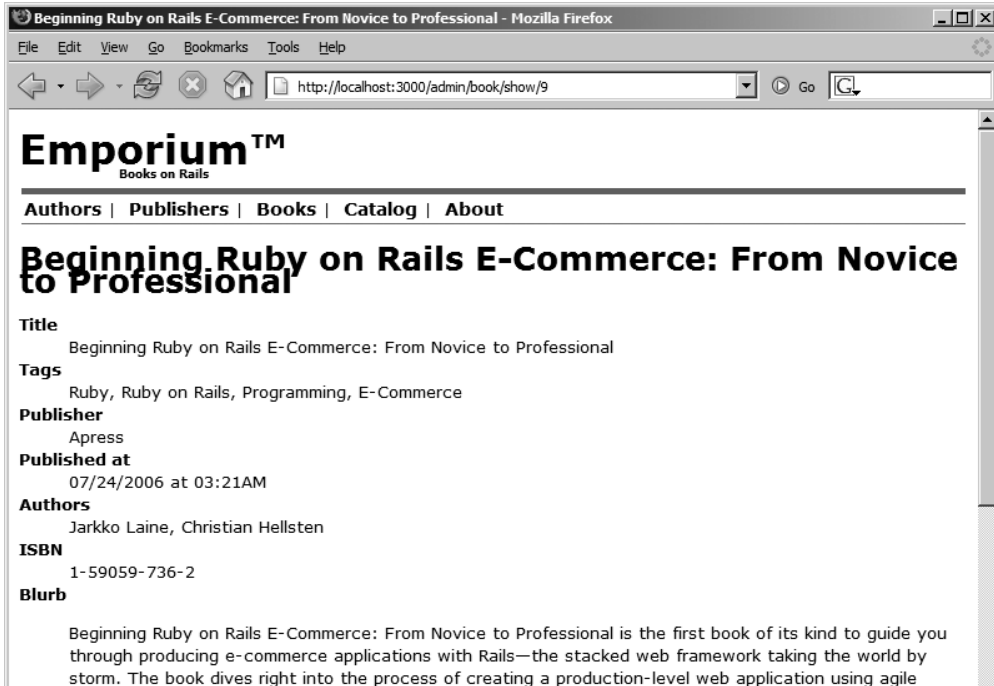 Beginning Ruby on Rails E-Commerce: From Novice to Professional - Mozilla Firefox
File Edit View Go Bookmarks Tools Help
http://localhost:3000/admin/book/show/9 Go G
Emporium™
Books on Rails
Authors | Publishers | Books | Catalog | About
Beginning Ruby on Rails E-Commerce: From Novice
to Professional
Title
Beginning Ruby on Rails E-Commerce: From Novice to Professional
Tags
Ruby, Ruby on Rails, Programming, E-Commerce
Publisher
Apress
Published at
07/24/2006 at 03:21AM
Authors
Jarkko Laine, Christian Hellsten
ISBN
1-59059-736-2
Blurb
Beginning Ruby on Rails E-Commerce: From Novice to Professional is the first book of its kind to guide you
through producing e-commerce applications with Rails—the stacked web framework taking the world by
storm. The book dives right into the process of creating a production-level web application using agile